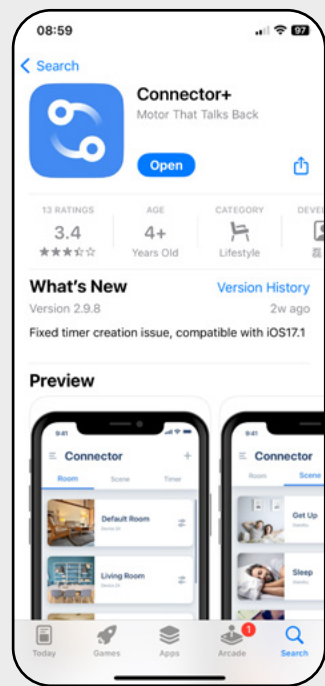 08:59
97
Search
Connector+
Motor That Talks Back
Open
13 RATINGS
AGE
CATEGORY
3.4
4+
Years Old
Lifestyle
What's New
Version History
Version 2.9.8
2w ago
Fixed timer creation issue, compatible with iOS17.1
Preview
9:41
9:41
Connector
Connector
Room
Scene
Timer
Room
Scene
Default Room
Get Up
Living Room
Sleep
1
Today
Games
Apps
Arcade
Search